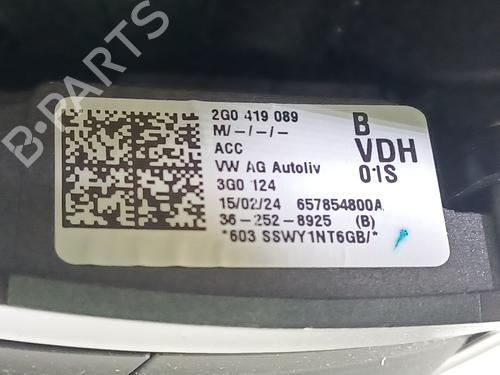 B-PARTS
2G0 419 089 B
M/-/-/- VDH
ACC 01S
VW AG Autoliv
3G0 124
15/02/24 657854800A
36-252-8925 (B)
*603 SSWY1NT6GB/*